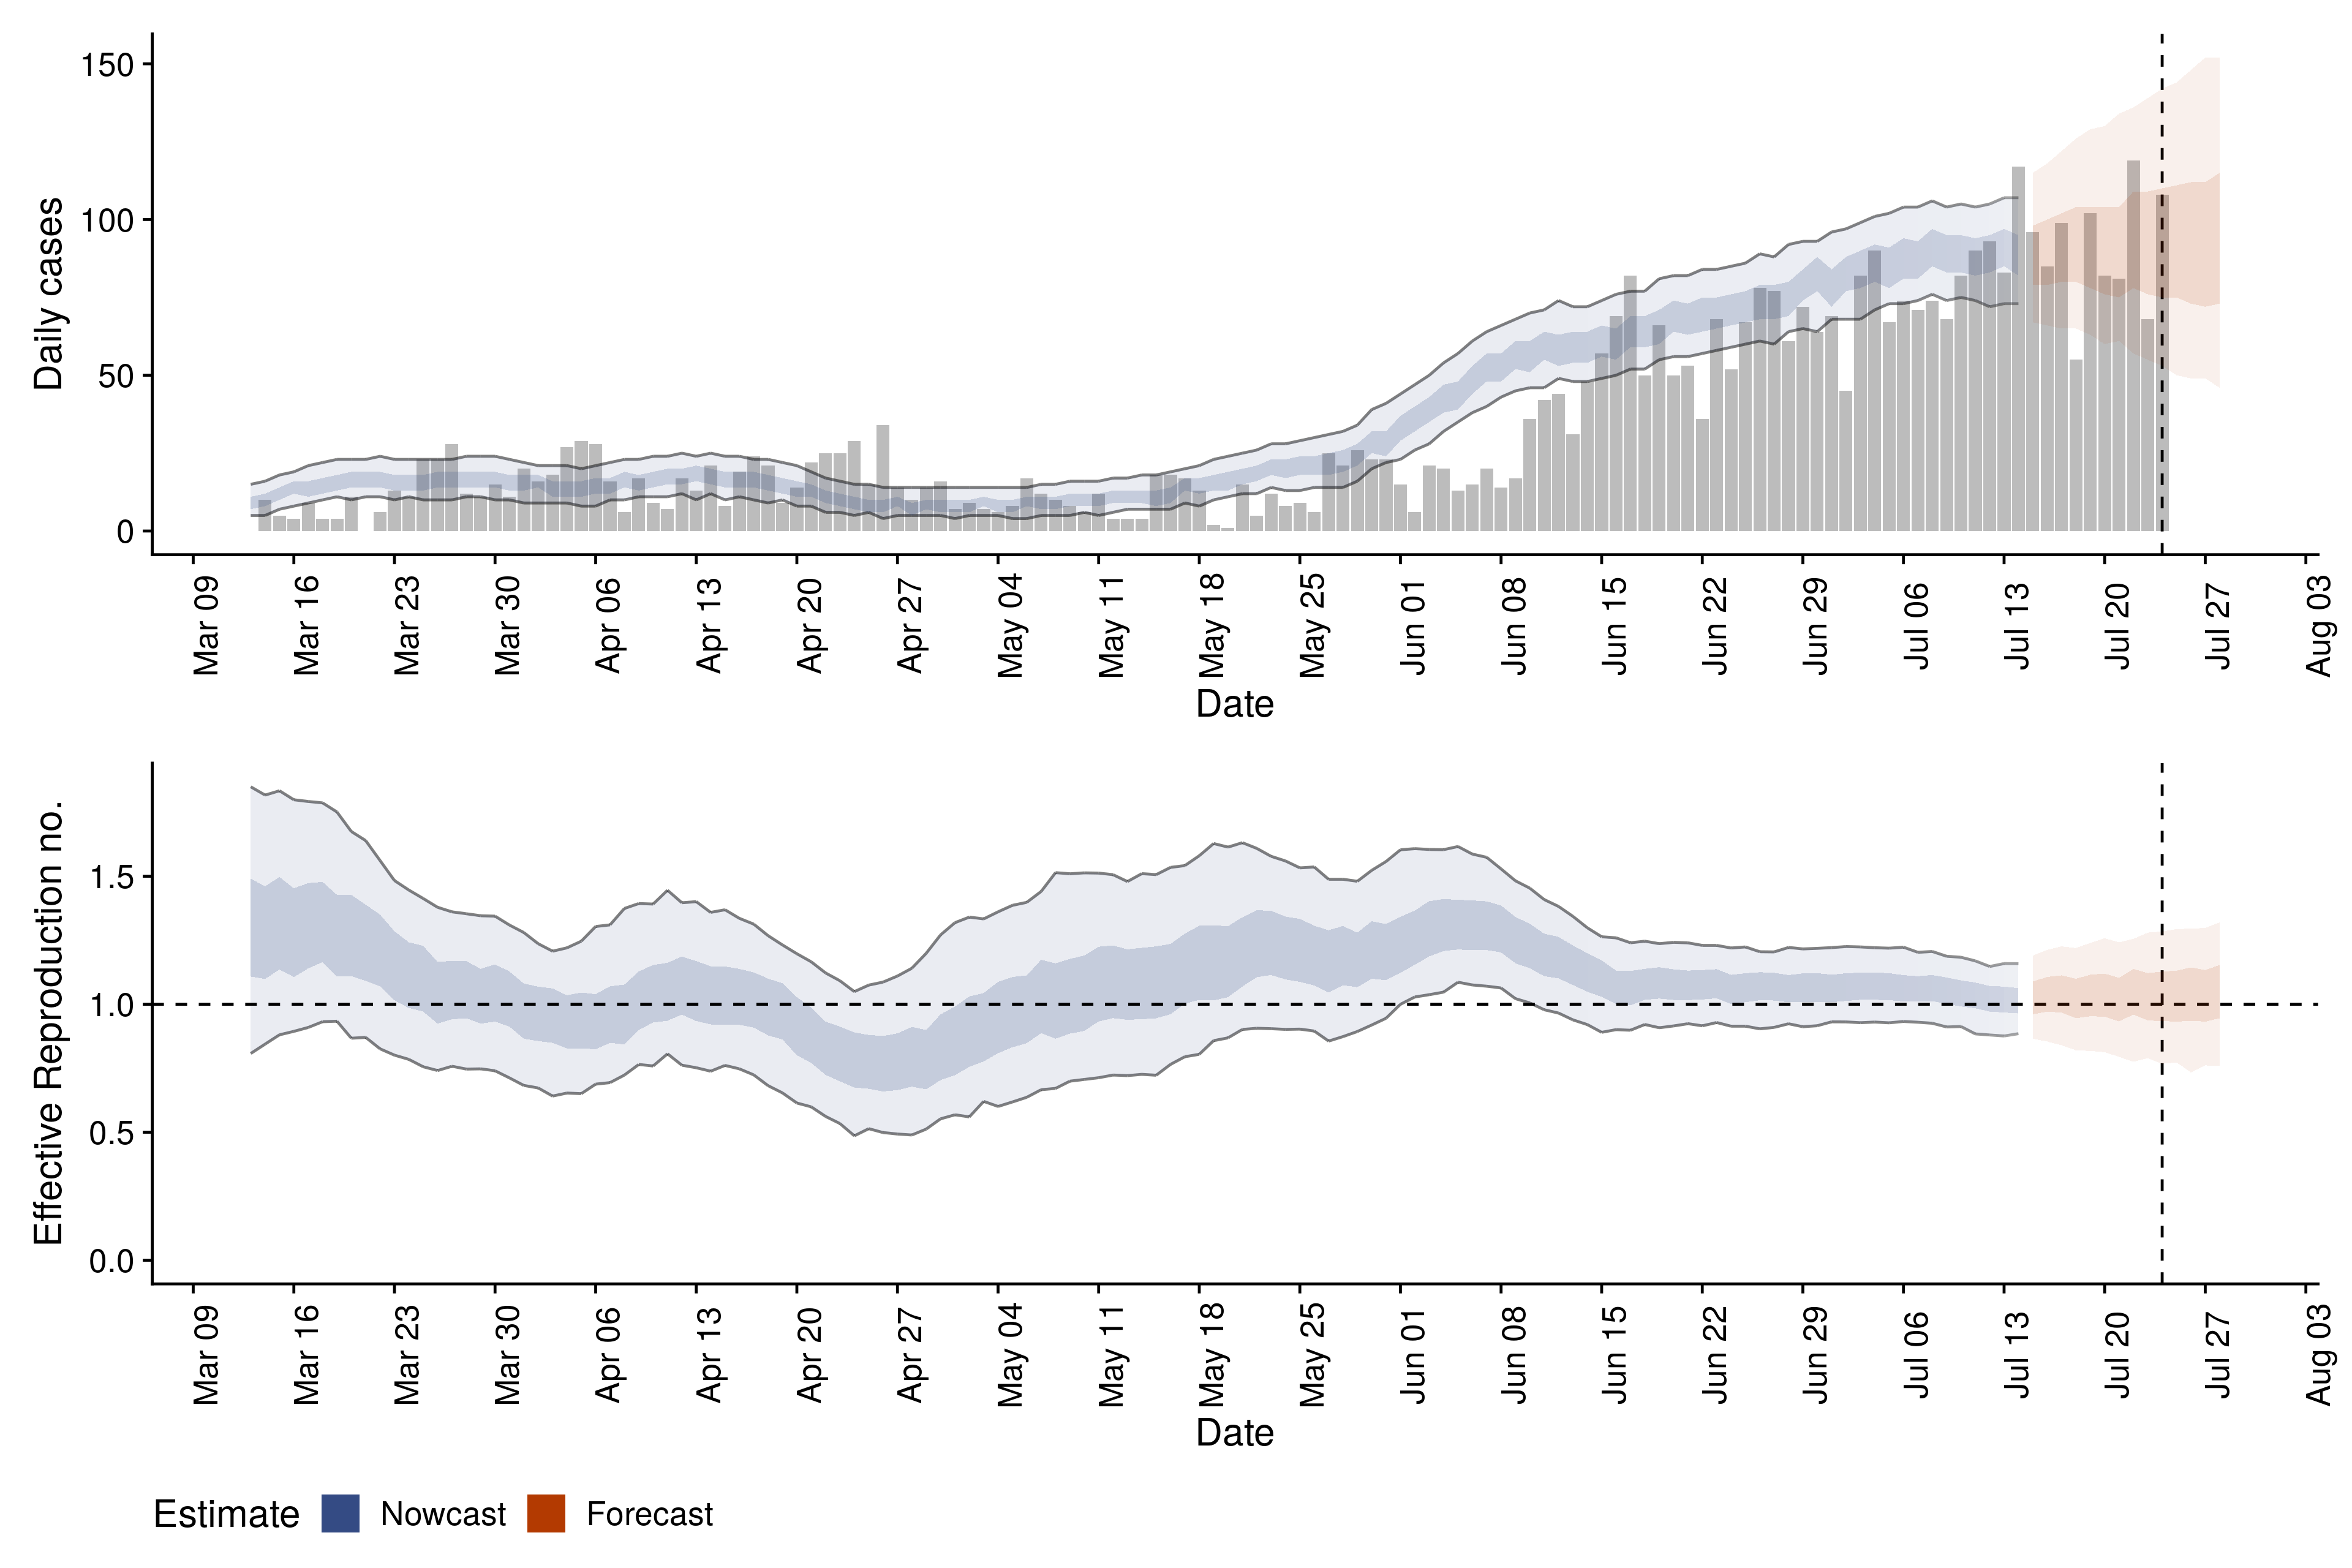 Daily cases
150
100
50
0
Mar 09
Mar 16
Mar 23
Mar 30
Apr 06
Apr 13
Apr 20
Apr 27
May 04
May 11
May 18
May 25
Jun 01
Jun 08
Jun 15
Jun 22
Jun 29
Jul 06
Jul 13
Jul 20
Jul 27
Aug 03
Date
Effective Reproduction no.
1.5
1.0
0.5
0.0
Mar 09
Mar 16
Mar 23
Mar 30
Apr 06
Apr 13
Apr 20
Apr 27
May 04
May 11
May 18
May 25
Jun 01
Jun 08
Jun 15
Jun 22
Jun 29
Jul 06
Jul 13
Jul 20
Jul 27
Aug 03
Date
Estimate Nowcast Forecast